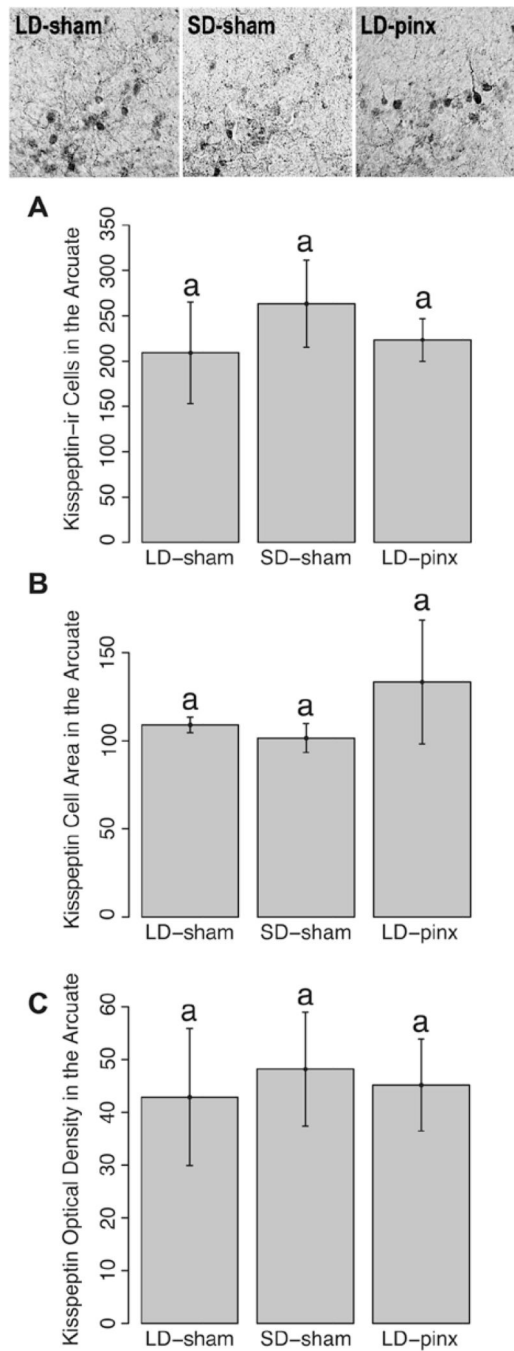 LD-sham SD-sham LD-pinx
A
Kisspeptin-ir Cells in the Arcuate
350
300
250
200
150
100
50
0
a a a
LD-sham SD-sham LD-pinx
B
Kisspeptin Cell Area in the Arcuate
150
100
50
0
a a a
LD-sham SD-sham LD-pinx
C
Kisspeptin Optical Density in the Arcuate
60
50
40
30
20
10
0
a a a
LD-sham SD-sham LD-pinx